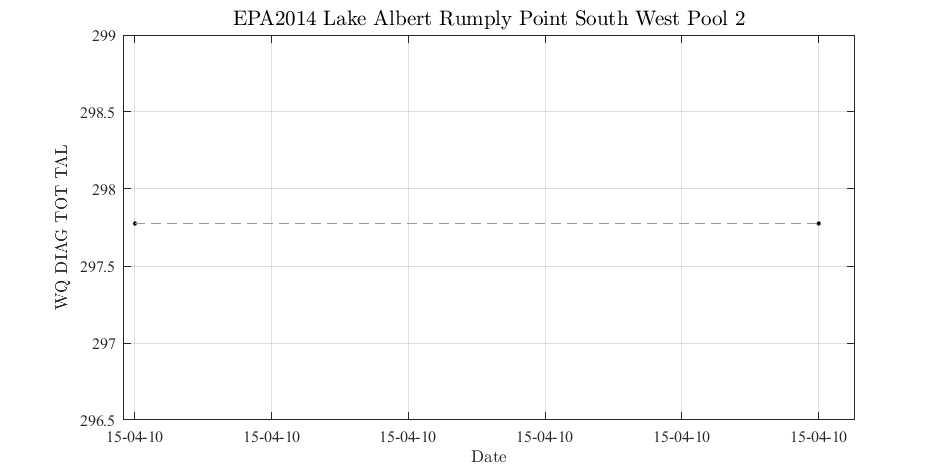 EPA2014 Lake Albert Rumply Point South West Pool 2
299
298.5
298
297.5
297
296.5
WQ DIAG TOT TAL
15-04-10 15-04-10 15-04-10 15-04-10 15-04-10 15-04-10
Date